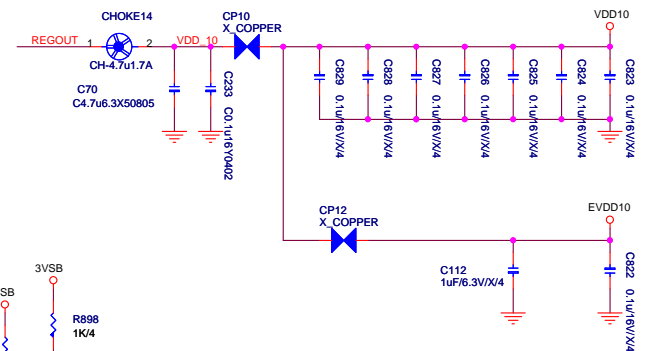 CHOKE14
REGOUT
1
2
CH-4.7u1.7A
VDD_10
CP10
X_COPPER
VDD10
C70
C4.7u6.3X50805
C233 C0.1u16Y0402
C829 0.1u/16V/X/4
C828 0.1u/16V/X/4
C827 0.1u/16V/X/4
C826 0.1u/16V/X/4
C825 0.1u/16V/X/4
C824 0.1u/16V/X/4
C823 0.1u/16V/X/4
CP12
X_COPPER
EVDD10
C112
1uF/6.3V/X/4
C822 0.1u/16V/X/4
3VSB
SB
R898
1K/4